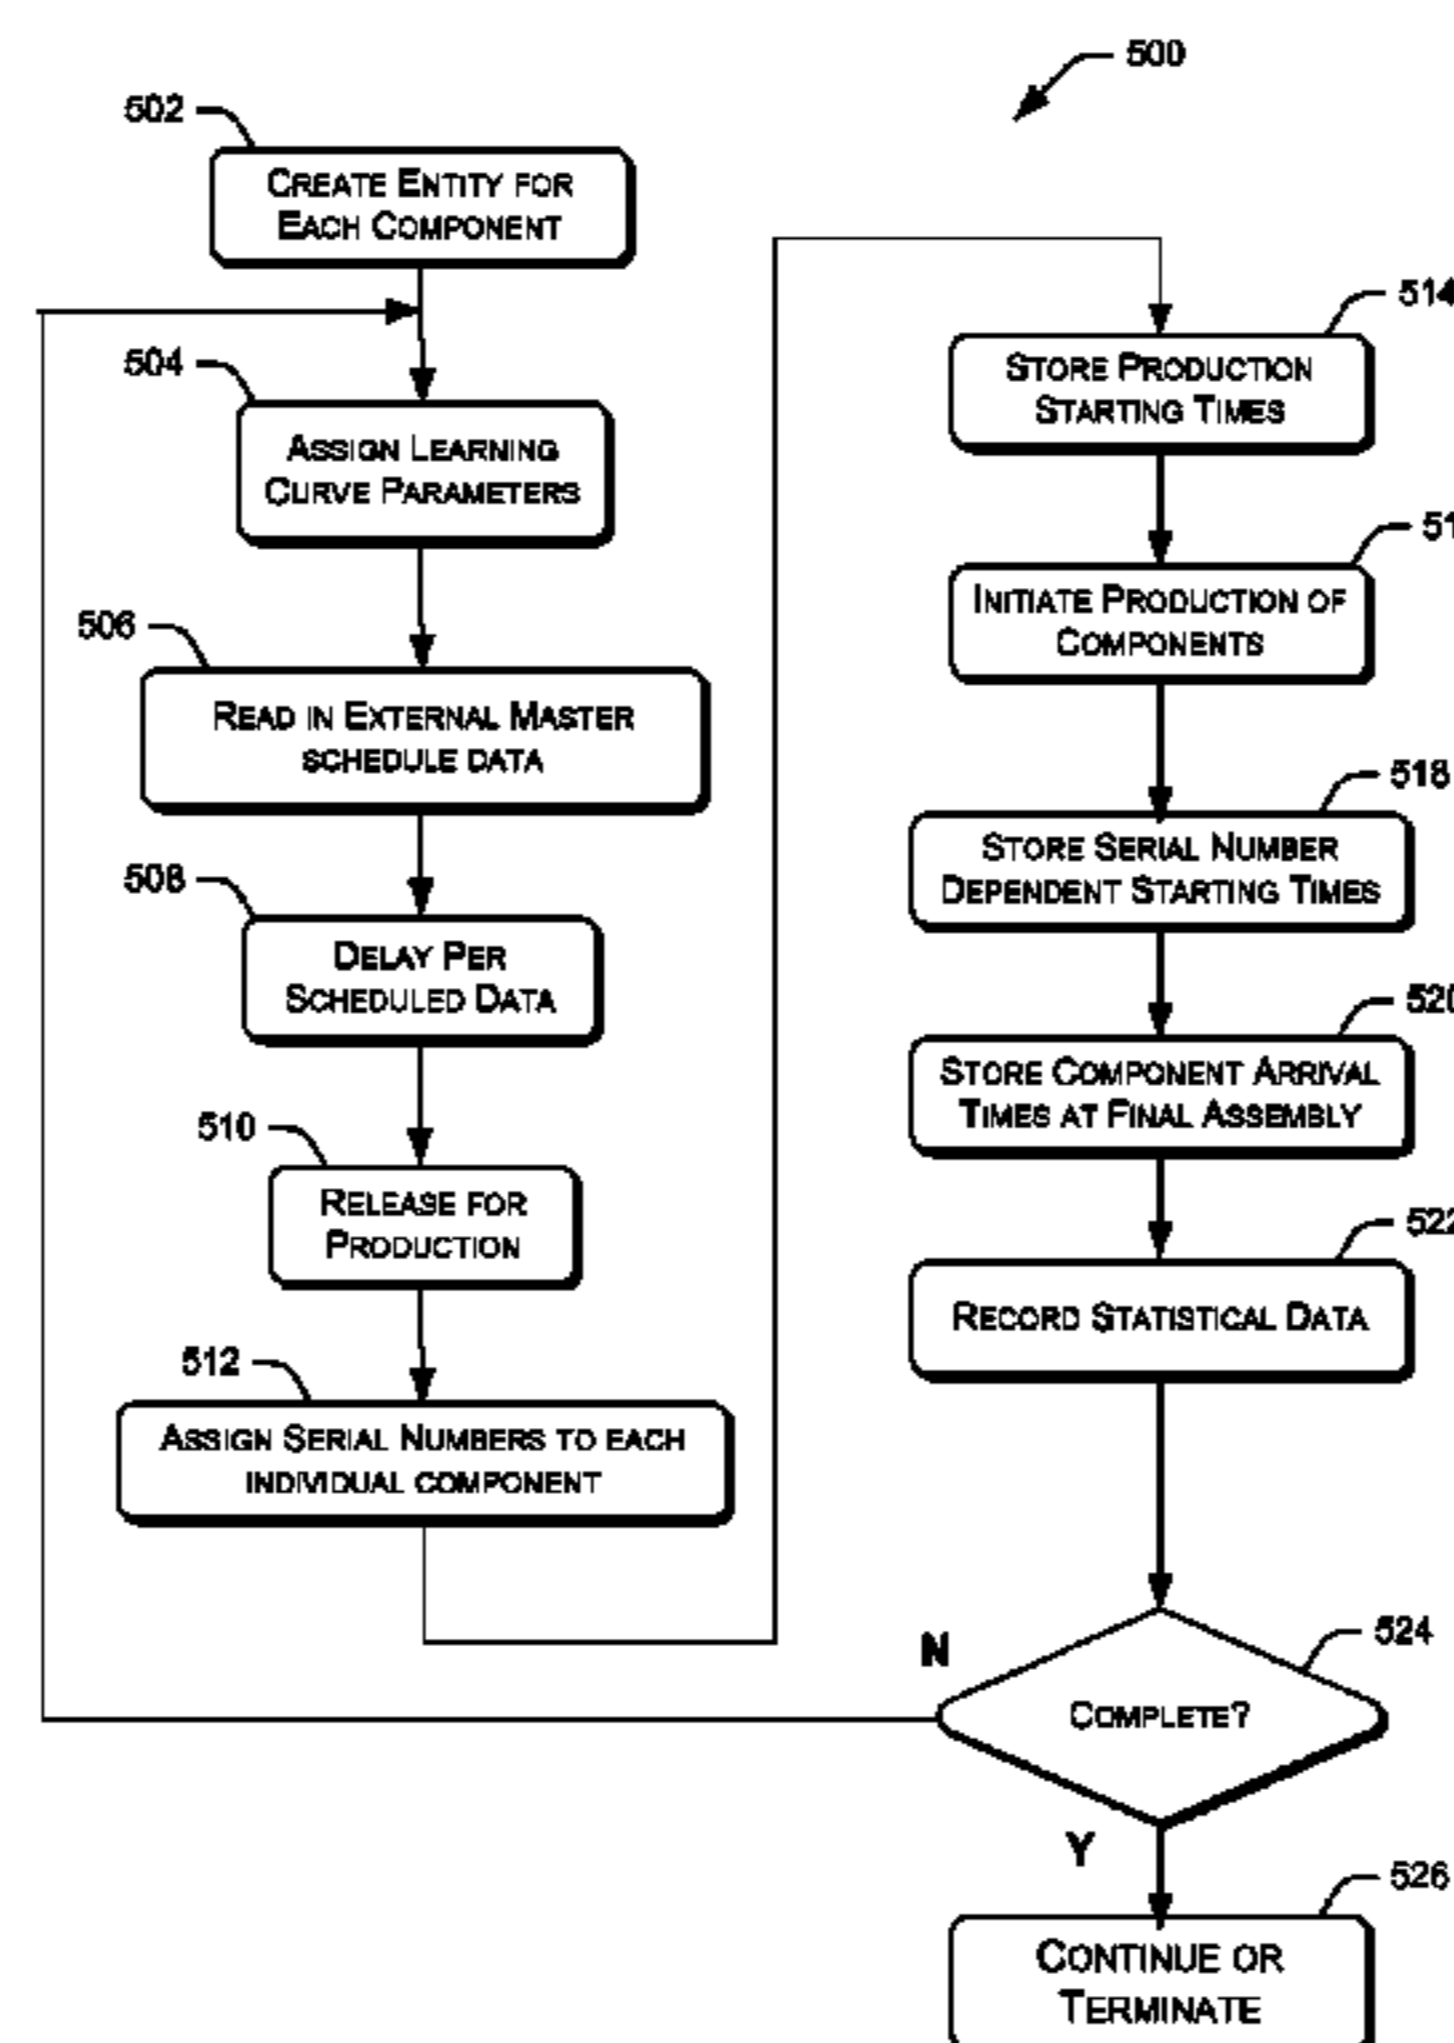 500
502
CREATE ENTITY FOR
EACH COMPONENT
504
ASSIGN LEARNING
CURVE PARAMETERS
506
READ IN EXTERNAL MASTER
SCHEDULE DATA
508
DELAY PER
SCHEDULED DATA
510
RELEASE FOR
PRODUCTION
512
ASSIGN SERIAL NUMBERS TO EACH
INDIVIDUAL COMPONENT
514
STORE PRODUCTION
STARTING TIMES
51
INITIATE PRODUCTION OF
COMPONENTS
518
STORE SERIAL NUMBER
DEPENDENT STARTING TIMES
520
STORE COMPONENT ARRIVAL
TIMES AT FINAL ASSEMBLY
522
RECORD STATISTICAL DATA
524
N
COMPLETE?
Y
526
CONTINUE OR
TERMINATE